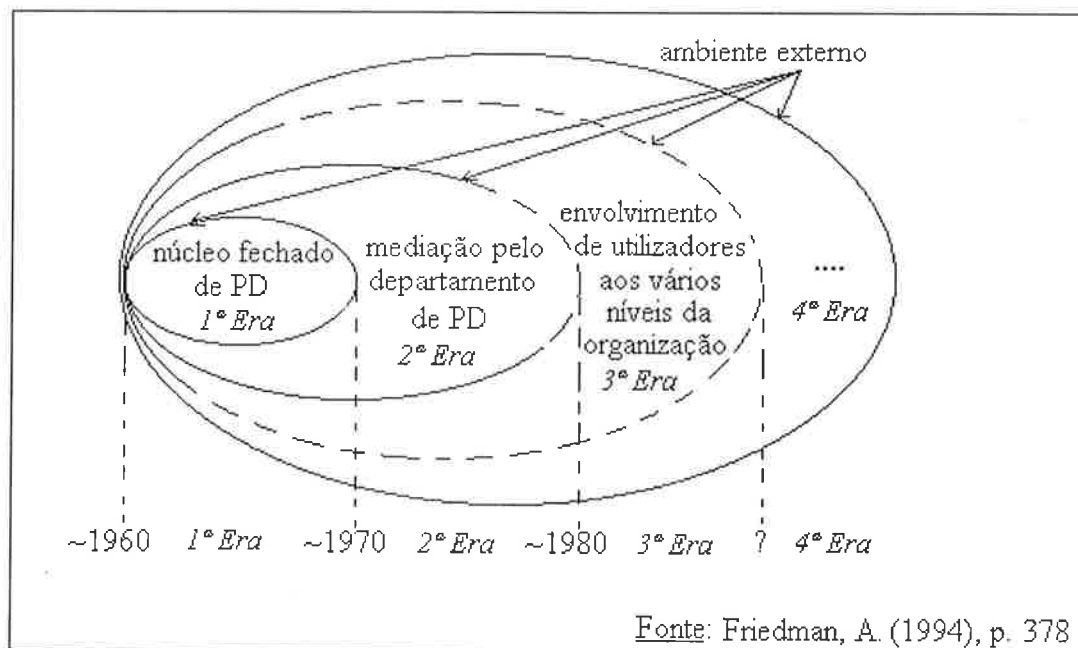 ambiente externo
núcleo fechado
de PD
1ª Era
mediação pelo
departamento
de PD
2ª Era
envolvimento
de utilizadores
aos vários
níveis da
organização
3ª Era
....
4ª Era
~1960 1ª Era ~1970 2ª Era ~1980 3ª Era ? 4ª Era
Fonte: Friedman, A. (1994), p. 378